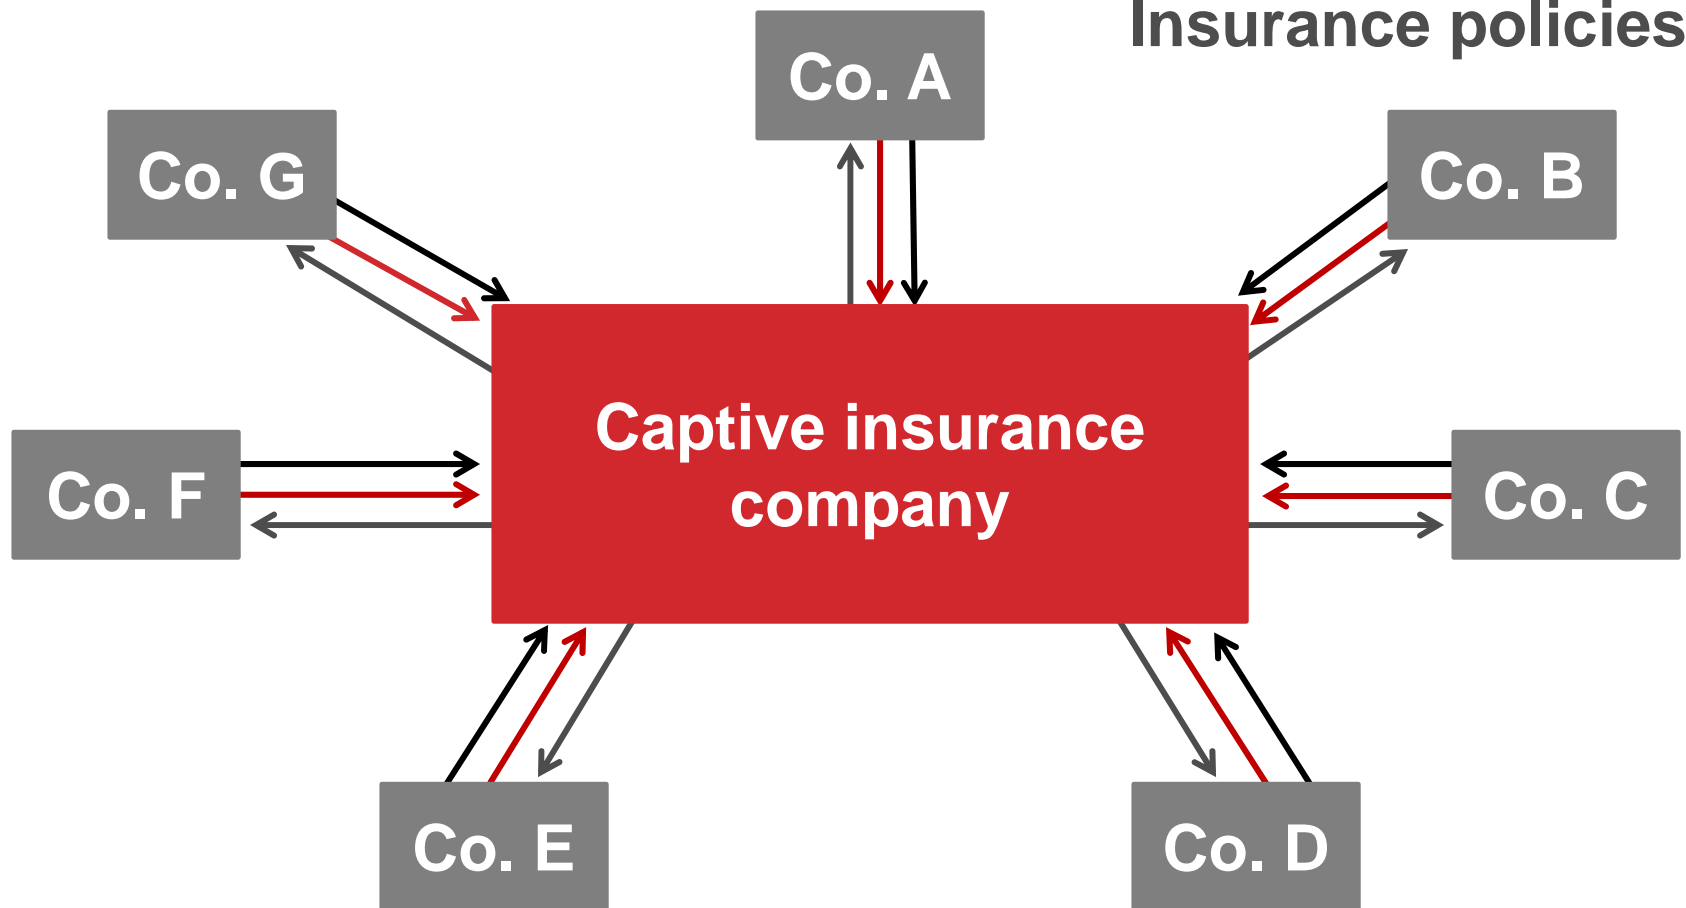 Insurance policies
Co. A
Co. G
Co. B
Captive insurance
company
Co. F
Co. C
Co. E
Co. D